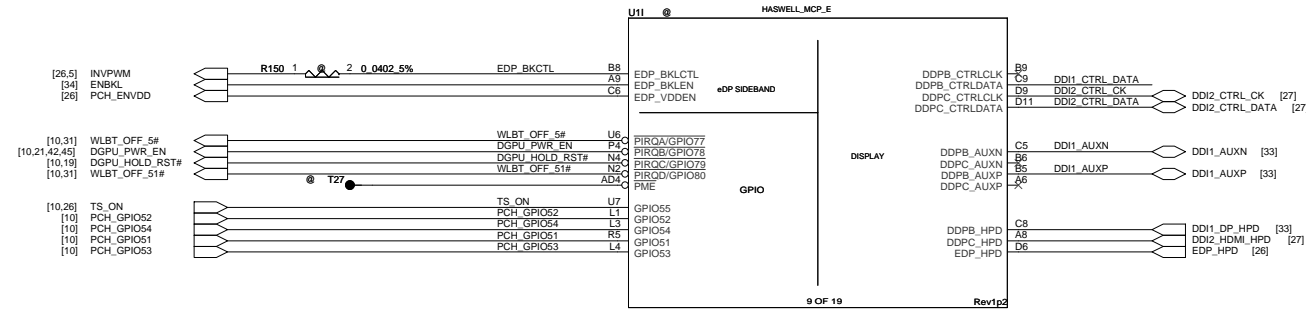 U1I @ HASWELL_MCP_E
[26,5] INVPWM R150 1 @ 2 0_0402_5% EDP_BKCTL B8 EDP_BKLCTL
[34] ENBKL A9 EDP_BKLEN
[26] PCH_ENVDD C6 EDP_VDDEN
eDP SIDEBAND
DDPB_CTRLCLK B9
DDPB_CTRLDATA C9 DDI1_CTRL_DATA
DDPC_CTRLCLK D9 DDI2_CTRL_CK DDI2_CTRL_CK [27]
DDPC_CTRLDATA D11 DDI2_CTRL_DATA DDI2_CTRL_DATA [27
[10,31] WLBT_OFF_5# WLBT_OFF_5# U6 PIRQA/GPIO77
[10,21,42,45] DGPU_PWR_EN DGPU_PWR_EN P4 PIRQB/GPIO78
[10,19] DGPU_HOLD_RST# DGPU_HOLD_RST# N4 PIRQC/GPIO79
[10,31] WLBT_OFF_51# WLBT_OFF_51# N2 PIRQD/GPIO80
@ T27 AD4 PME
GPIO
DISPLAY
DDPB_AUXN C5 DDI1_AUXN DDI1_AUXN [33]
DDPC_AUXN B6
DDPB_AUXP B5 DDI1_AUXP DDI1_AUXP [33]
DDPC_AUXP A6
[10,26] TS_ON TS_ON U7 GPIO55
[10] PCH_GPIO52 PCH_GPIO52 L1 GPIO52
[10] PCH_GPIO54 PCH_GPIO54 L3 GPIO54
[10] PCH_GPIO51 PCH_GPIO51 R5 GPIO51
[10] PCH_GPIO53 PCH_GPIO53 L4 GPIO53
DDPB_HPD C8 DDI1_DP_HPD [33]
DDPC_HPD A8 DDI2_HDMI_HPD [27]
EDP_HPD D6 EDP_HPD [26]
9 OF 19 Rev1p2